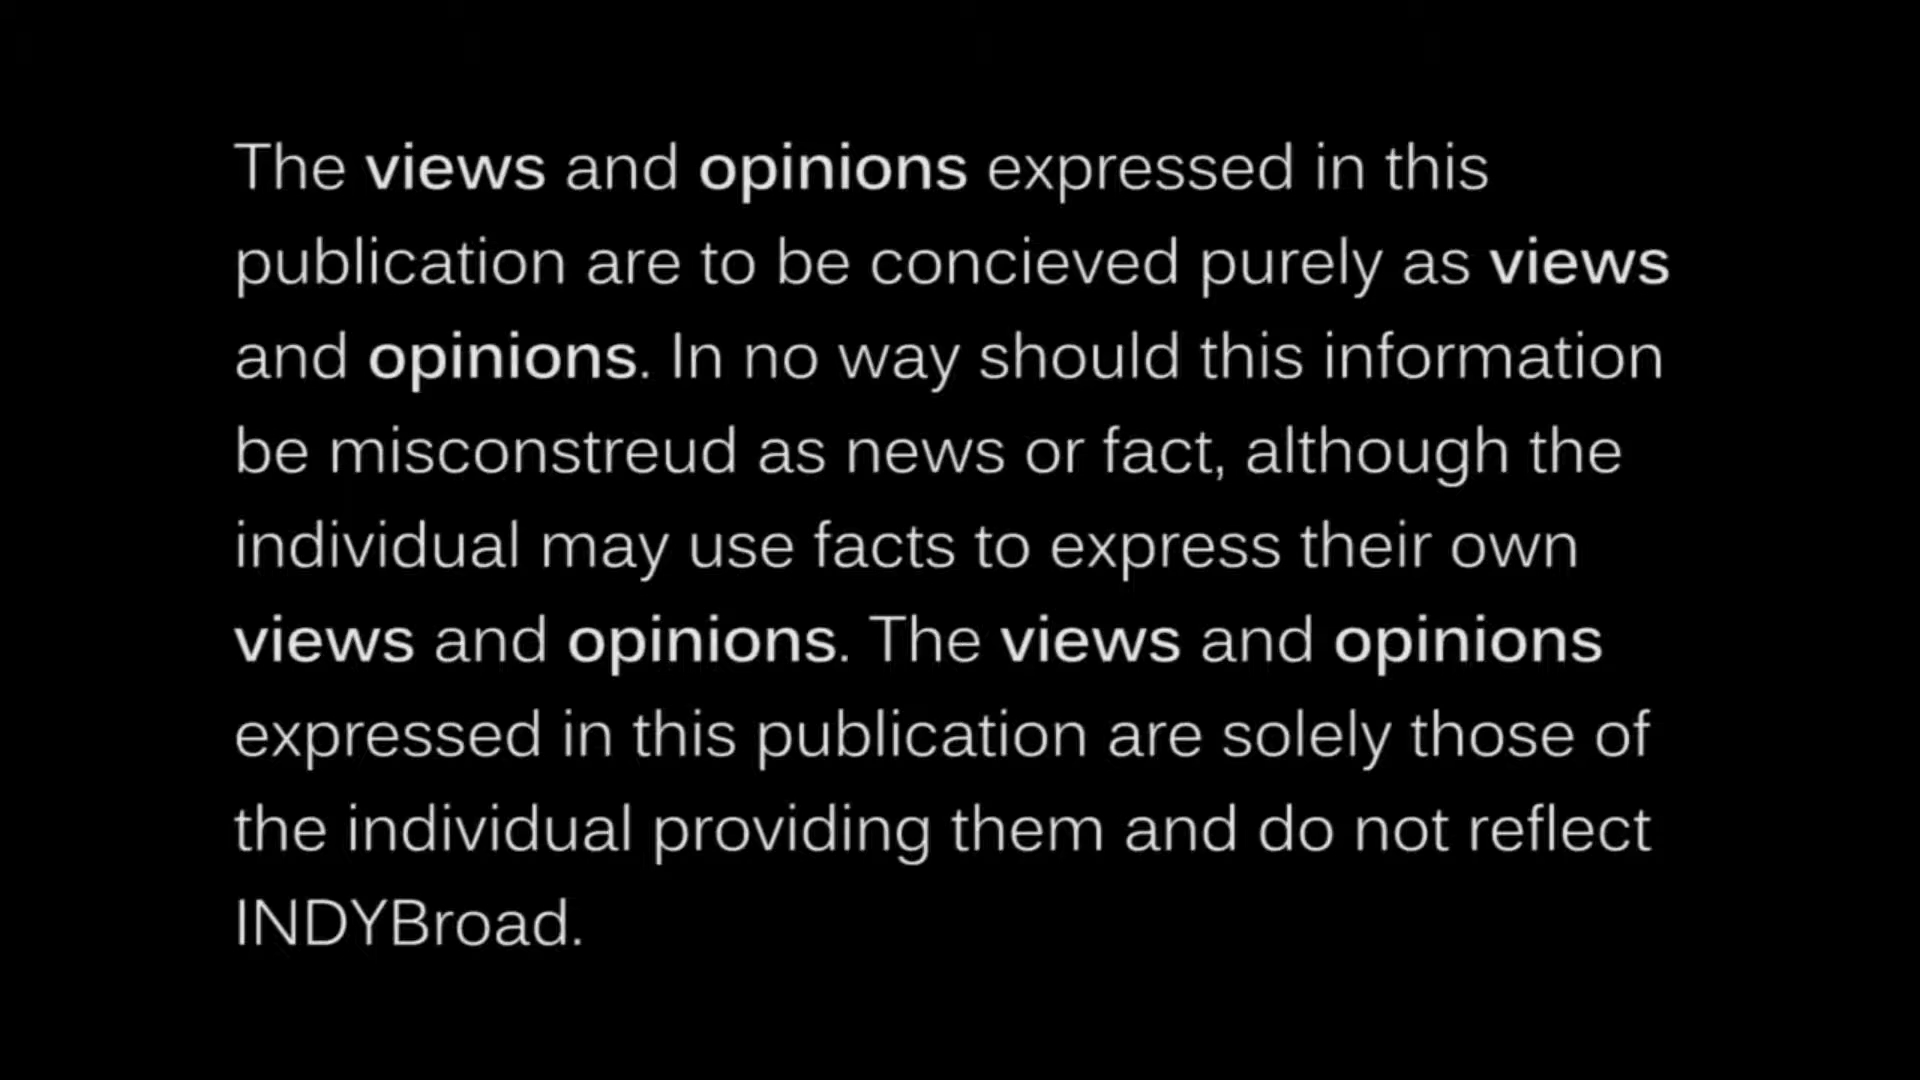 The views and opinions expressed in this
publication are to be concieved purely as views
and opinions. In no way should this information
be misconstreud as news or fact, although the
individual may use facts to express their own
views and opinions. The views and opinions
expressed in this publication are solely those of
the individual providing them and do not reflect
INDYBroad.